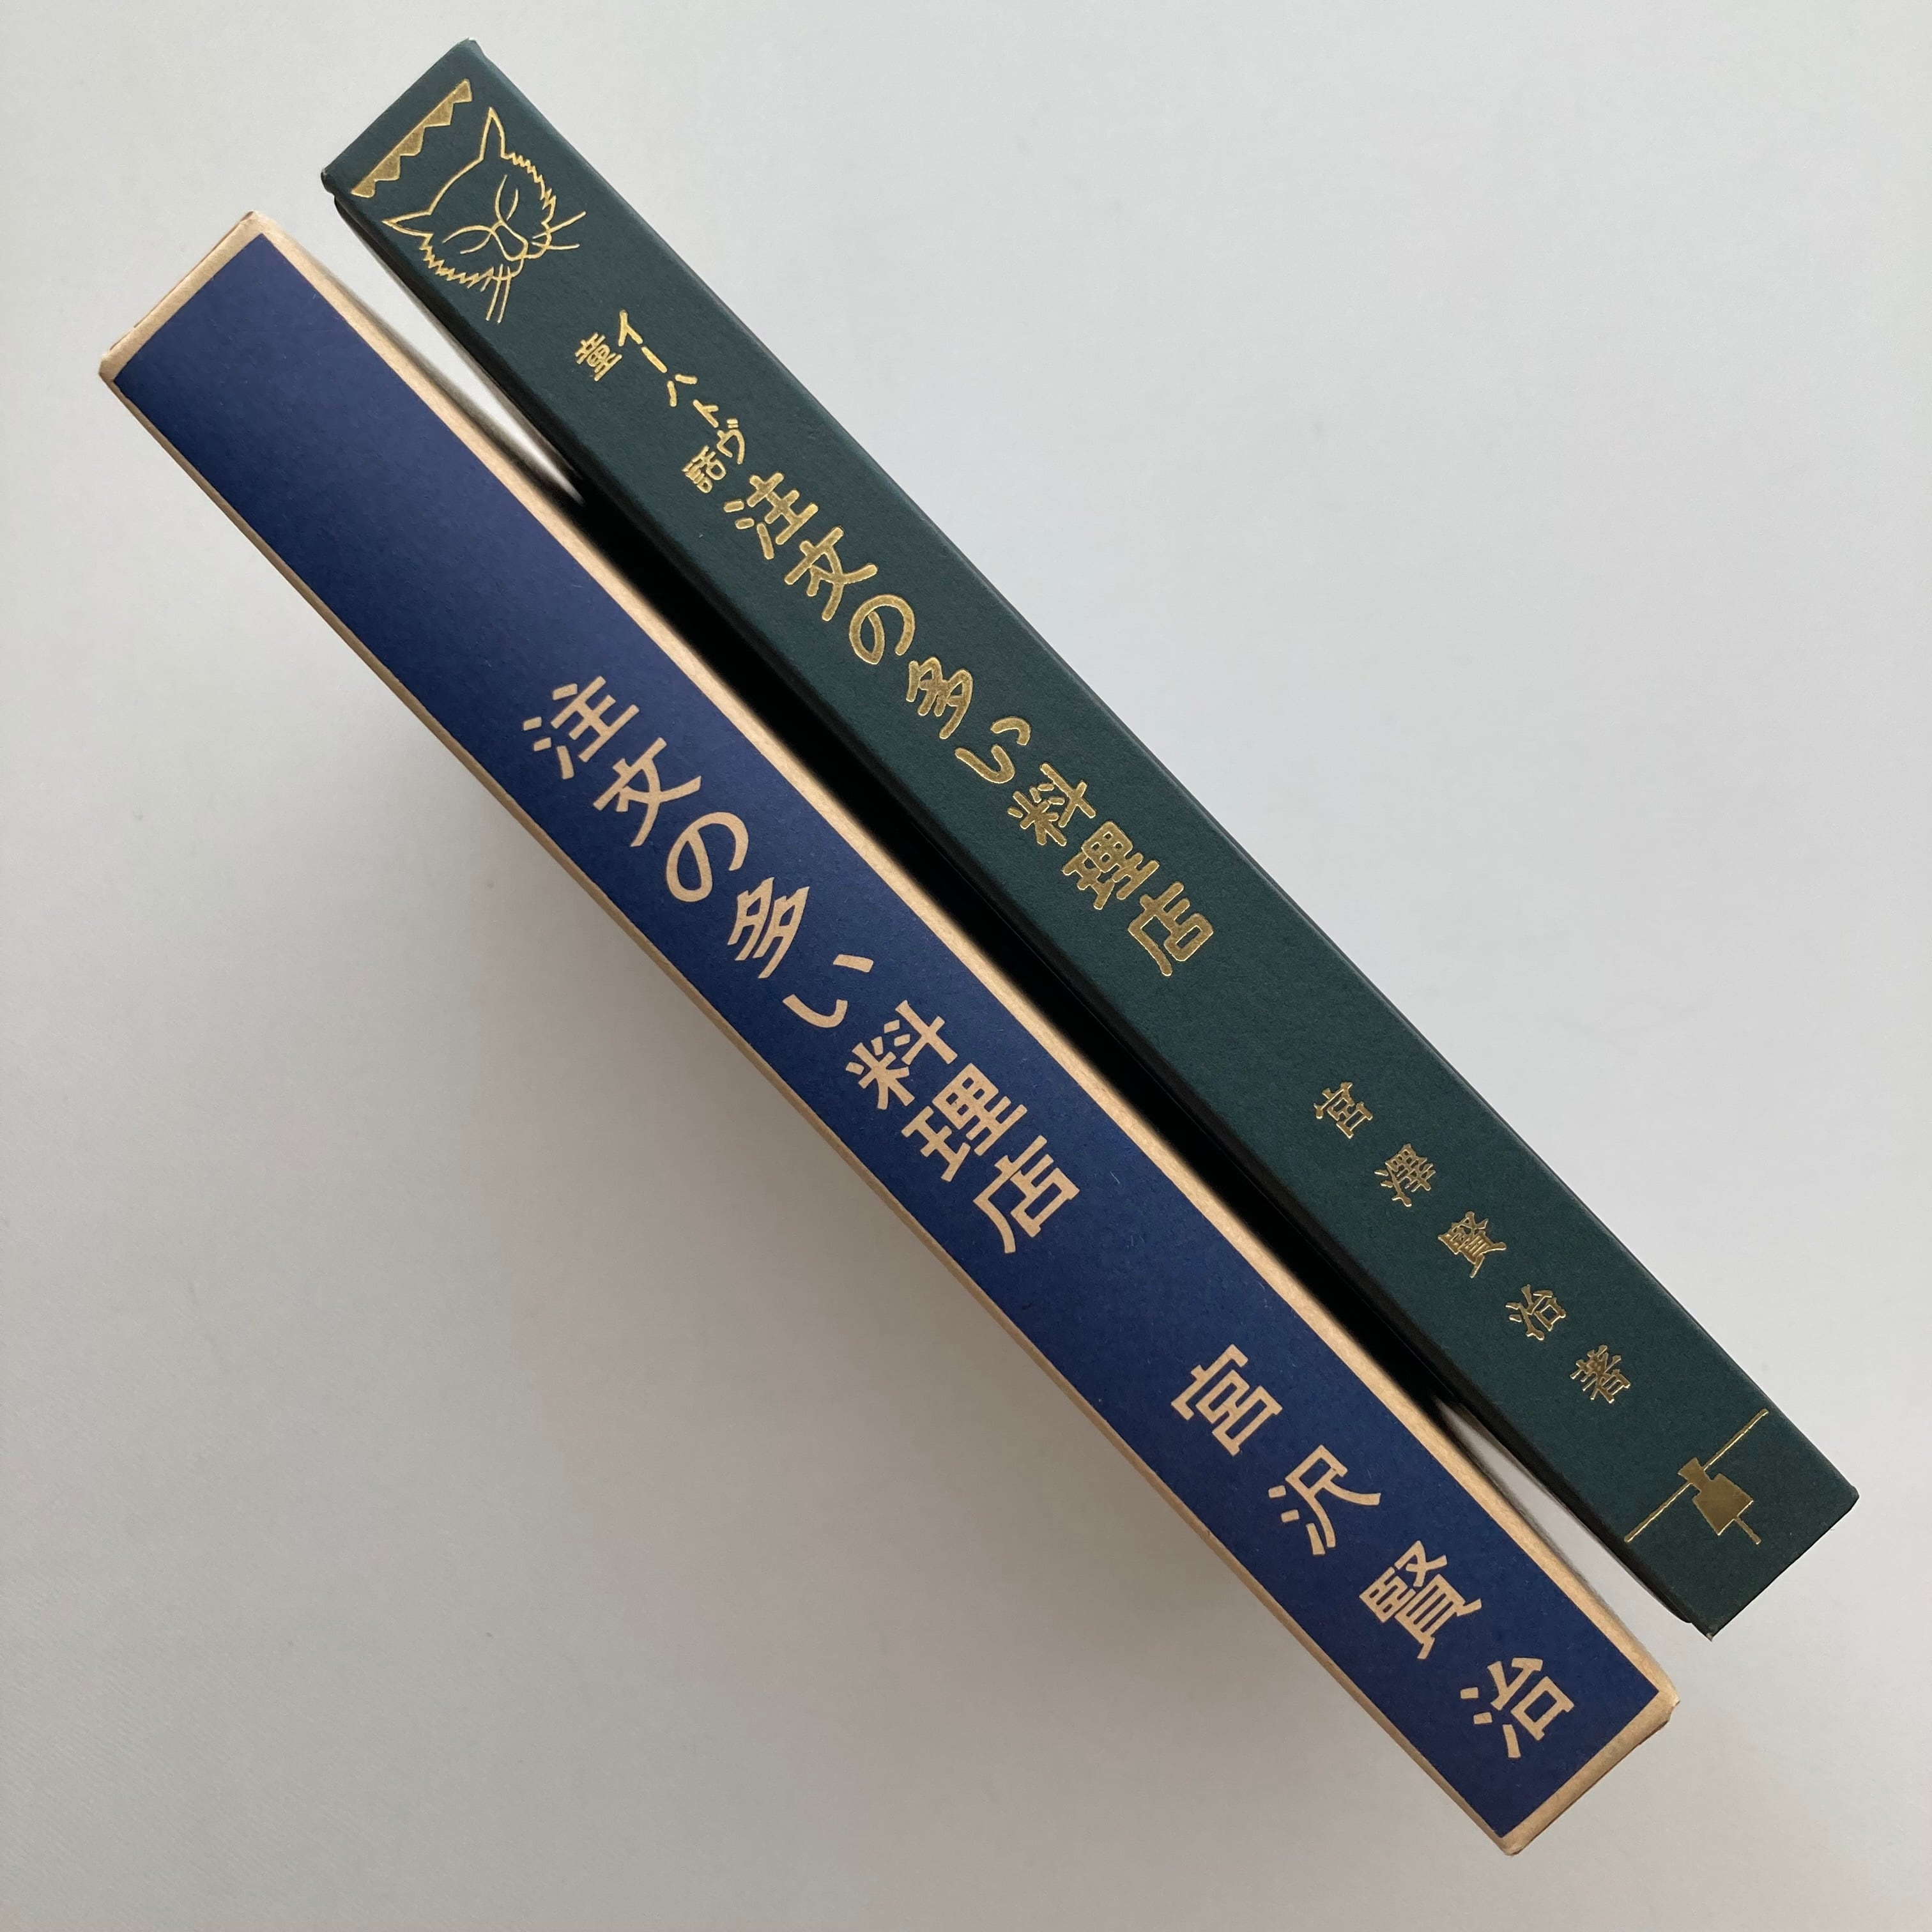 イーハトヴ
童話
注文の多い料理店
宮澤賢治著
注文の多い料理店
宮沢賢治